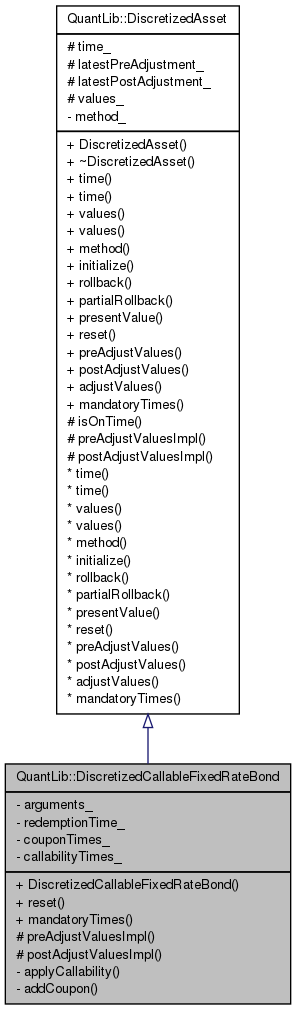 QuantLib::DiscretizedAsset
# time_
# latestPreAdjustment_
# latestPostAdjustment_
# values_
- method_
+ DiscretizedAsset()
+ ~DiscretizedAsset()
+ time()
+ time()
+ values()
+ values()
+ method()
+ initialize()
+ rollback()
+ partialRollback()
+ presentValue()
+ reset()
+ preAdjustValues()
+ postAdjustValues()
+ adjustValues()
+ mandatoryTimes()
# isOnTime()
# preAdjustValuesImpl()
# postAdjustValuesImpl()
* time()
* time()
* values()
* values()
* method()
* initialize()
* rollback()
* partialRollback()
* presentValue()
* reset()
* preAdjustValues()
* postAdjustValues()
* adjustValues()
* mandatoryTimes()
QuantLib::DiscretizedCallableFixedRateBond
- arguments_
- redemptionTime_
- couponTimes_
- callabilityTimes_
+ DiscretizedCallableFixedRateBond()
+ reset()
+ mandatoryTimes()
# preAdjustValuesImpl()
# postAdjustValuesImpl()
- applyCallability()
- addCoupon()